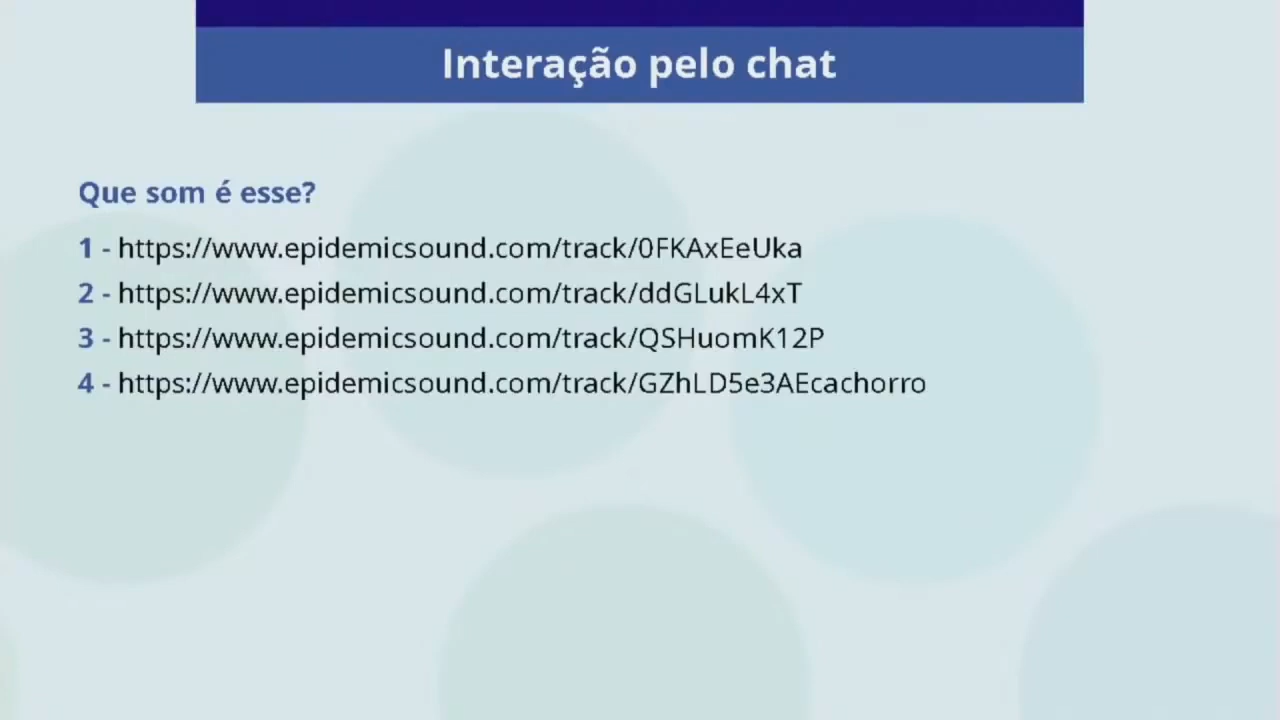 Interação pelo chat
Que som é esse?
1 - https://www.epidemicsound.com/track/0FKAxEeUka
2 - https://www.epidemicsound.com/track/ddGLukL4xT
3 - https://www.epidemicsound.com/track/QSHuomK12P
4 - https://www.epidemicsound.com/track/GZhLD5e3AEcachorro